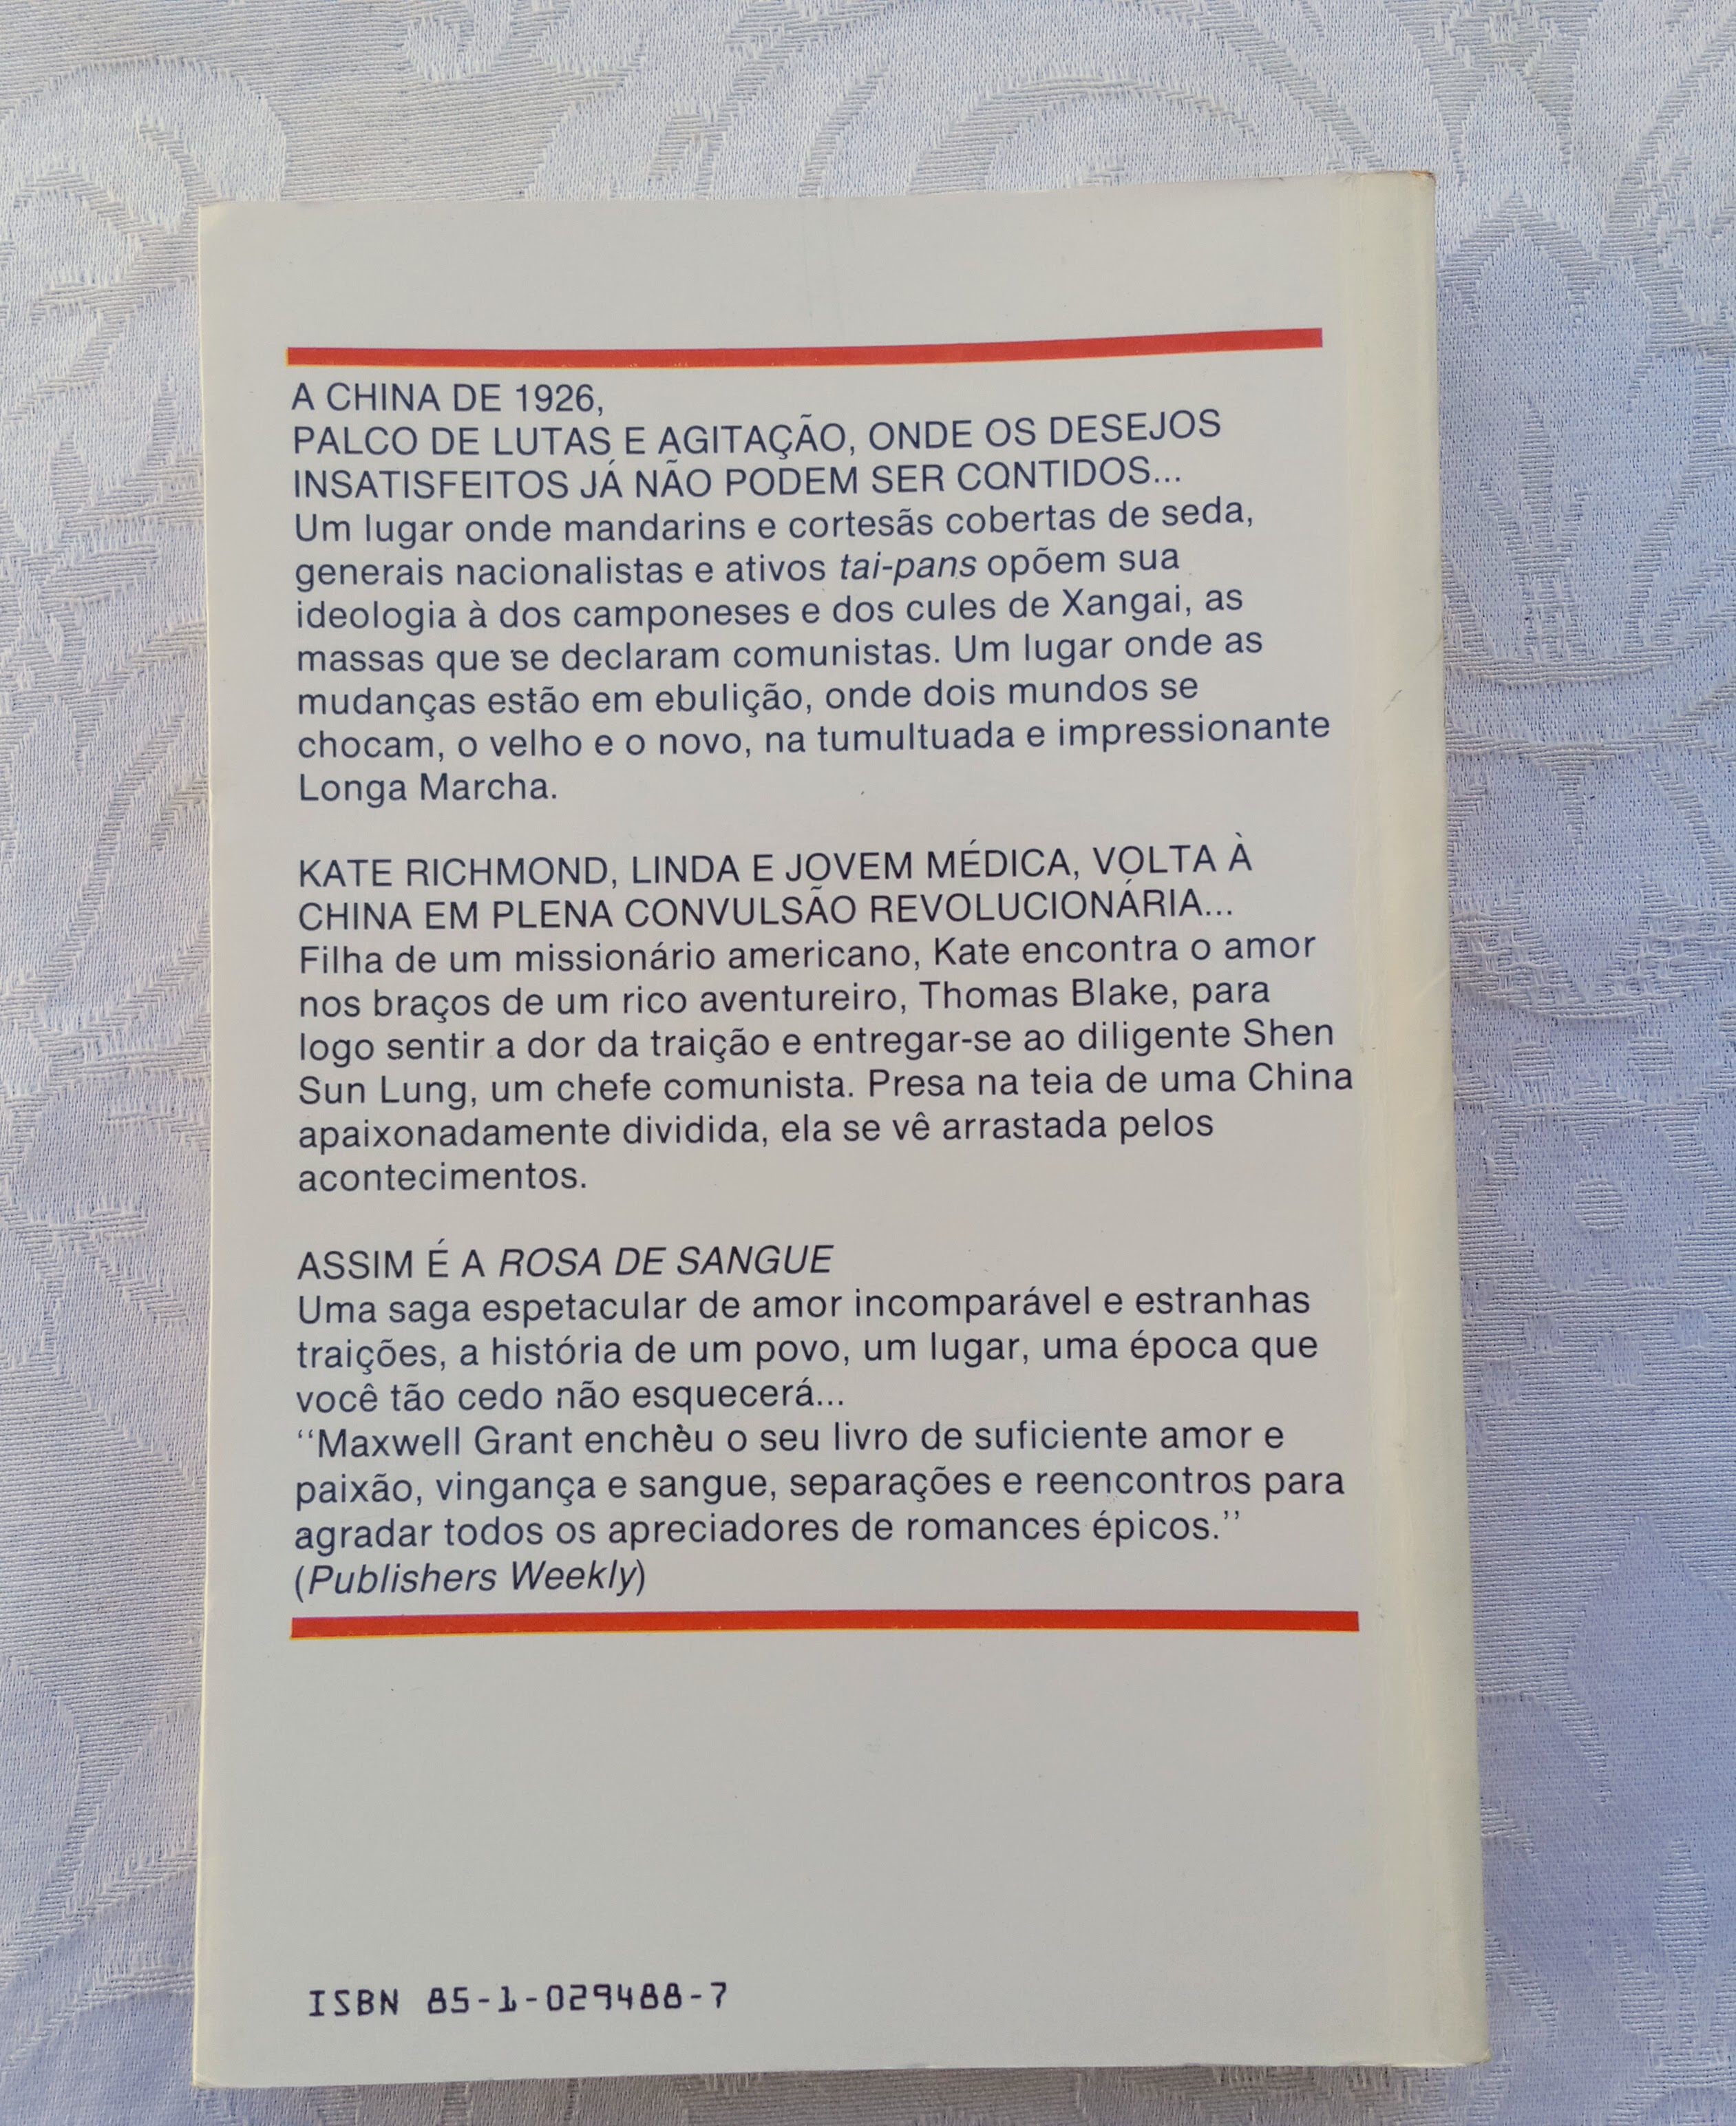 A CHINA DE 1926,
PALCO DE LUTAS E AGITAÇÃO, ONDE OS DESEJOS
INSATISFEITOS JÁ NÃO PODEM SER CONTIDOS...
Um lugar onde mandarins e cortesãs cobertas de seda,
generais nacionalistas e ativos tai-pans opõem sua
ideologia à dos camponeses e dos cules de Xangai, as
massas que se declaram comunistas. Um lugar onde as
mudanças estão em ebulição, onde dois mundos se
chocam, o velho e o novo, na tumultuada e impressionante
Longa Marcha.
KATE RICHMOND, LINDA E JOVEM MÉDICA, VOLTA À
CHINA EM PLENA CONVULSÃO REVOLUCIONÁRIA...
Filha de um missionário americano, Kate encontra o amor
nos braços de um rico aventureiro, Thomas Blake, para
logo sentir a dor da traição e entregar-se ao diligente Shen
Sun Lung, um chefe comunista. Presa na teia de uma China
apaixonadamente dividida, ela se vê arrastada pelos
acontecimentos.
ASSIM É A ROSA DE SANGUE
Uma saga espetacular de amor incomparável e estranhas
traições, a história de um povo, um lugar, uma época que
você tão cedo não esquecerá...
‘‘Maxwell Grant enchèu o seu livro de suficiente amor e
paixão, vingança e sangue, separações e reencontros para
agradar todos os apreciadores de romances épicos.’’
(Publishers Weekly)
ISBN 85-1-029488-7